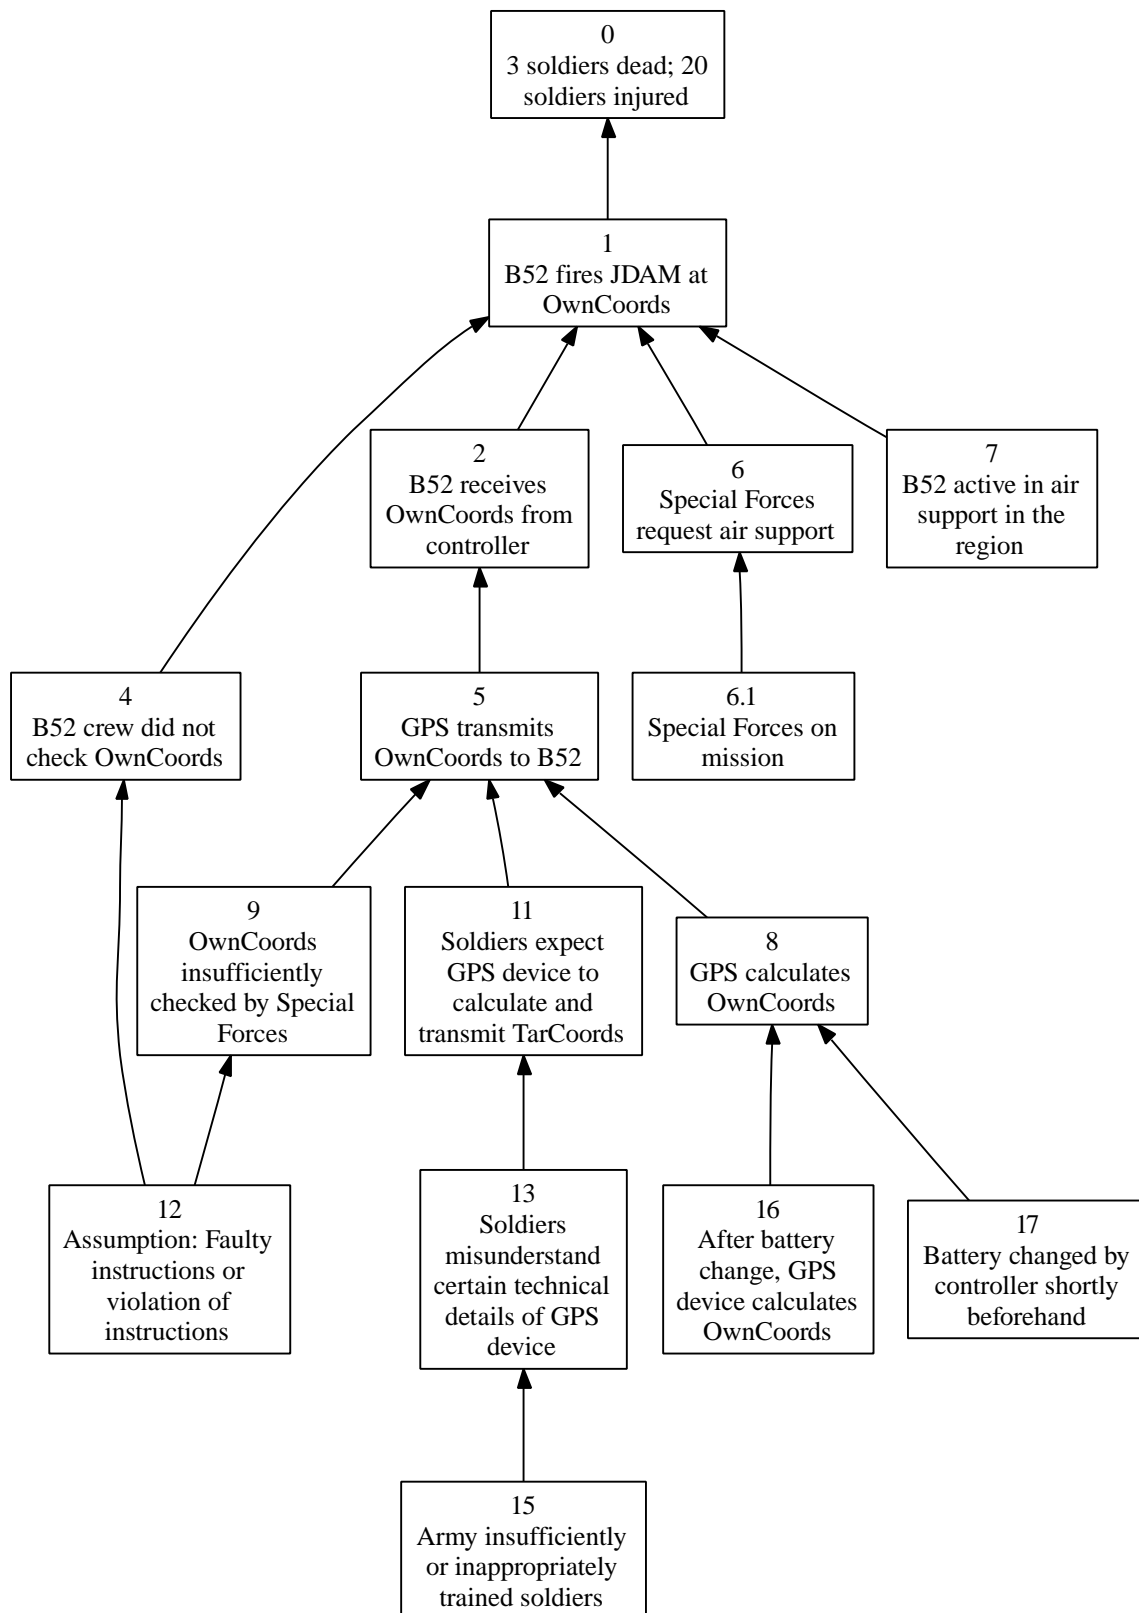 0
3 soldiers dead; 20
soldiers injured
1
B52 fires JDAM at
OwnCoords
2
B52 receives
OwnCoords from
controller
6
Special Forces
request air support
7
B52 active in air
support in the
region
4
B52 crew did not
check OwnCoords
5
GPS transmits
OwnCoords to B52
6.1
Special Forces on
mission
9
OwnCoords
insufficiently
checked by Special
Forces
11
Soldiers expect
GPS device to
calculate and
transmit TarCoords
8
GPS calculates
OwnCoords
12
Assumption: Faulty
instructions or
violation of
instructions
13
Soldiers
misunderstand
certain technical
details of GPS
device
16
After battery
change, GPS
device calculates
OwnCoords
17
Battery changed by
controller shortly
beforehand
15
Army insufficiently
or inappropriately
trained soldiers